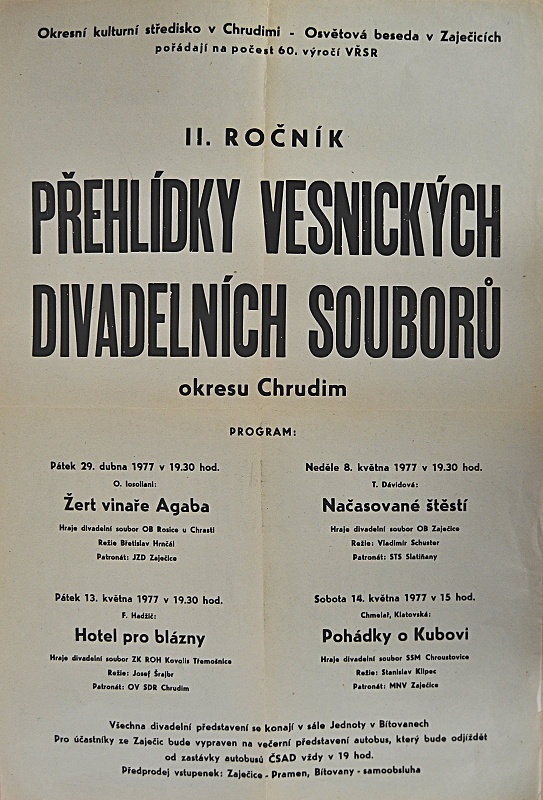 Okresní kulturní středisko v Chrudimi - Osvětová beseda v Zaječicích
pořádají na počest 60. výročí VŘSR
II. ROČNÍK
PŘEHLÍDKY VESNICKÝCH
DIVADELNÍCH SOUBORŮ
okresu Chrudim
PROGRAM:
Pátek 29. dubna 1977 v 19.30 hod.
O. Iosoliani:
Žert vinaře Agaba
Hraje divadelní soubor OB Rosice u Chrasti
Režie Břetislav Hrnčál
Patronát: JZD Zaječice
Neděle 8. května 1977 v 19.30 hod.
T. Dávidová:
Načasované štěstí
Hraje divadelní soubor OB Zaječice
Režie: Vladimír Schuster
Patronát: STS Slatiňany
Pátek 13. května 1977 v 19.30 hod.
F. Hadžič:
Hotel pro blázny
Hraje divadelní soubor ZK ROH Kovolis Třemošnice
Režie: Josef Šrajbr
Patronát: OV SDR Chrudim
Sobota 14. května 1977 v 15 hod.
Chmelař, Klatovská:
Pohádky o Kubovi
Hraje divadelní soubor SSM Chroustovice
Režie: Stanislav Klipec
Patronát: MNV Zaječice
Všechna divadelní představení se konají v sále Jednoty v Bítovanech
Pro účastníky ze Zaječic bude vypraven na večerní představení autobus, který bude odjíždět
od zastávky autobusů ČSAD vždy v 19 hod.
Předprodej vstupenek: Zaječice - Pramen, Bítovany - samoobsluha